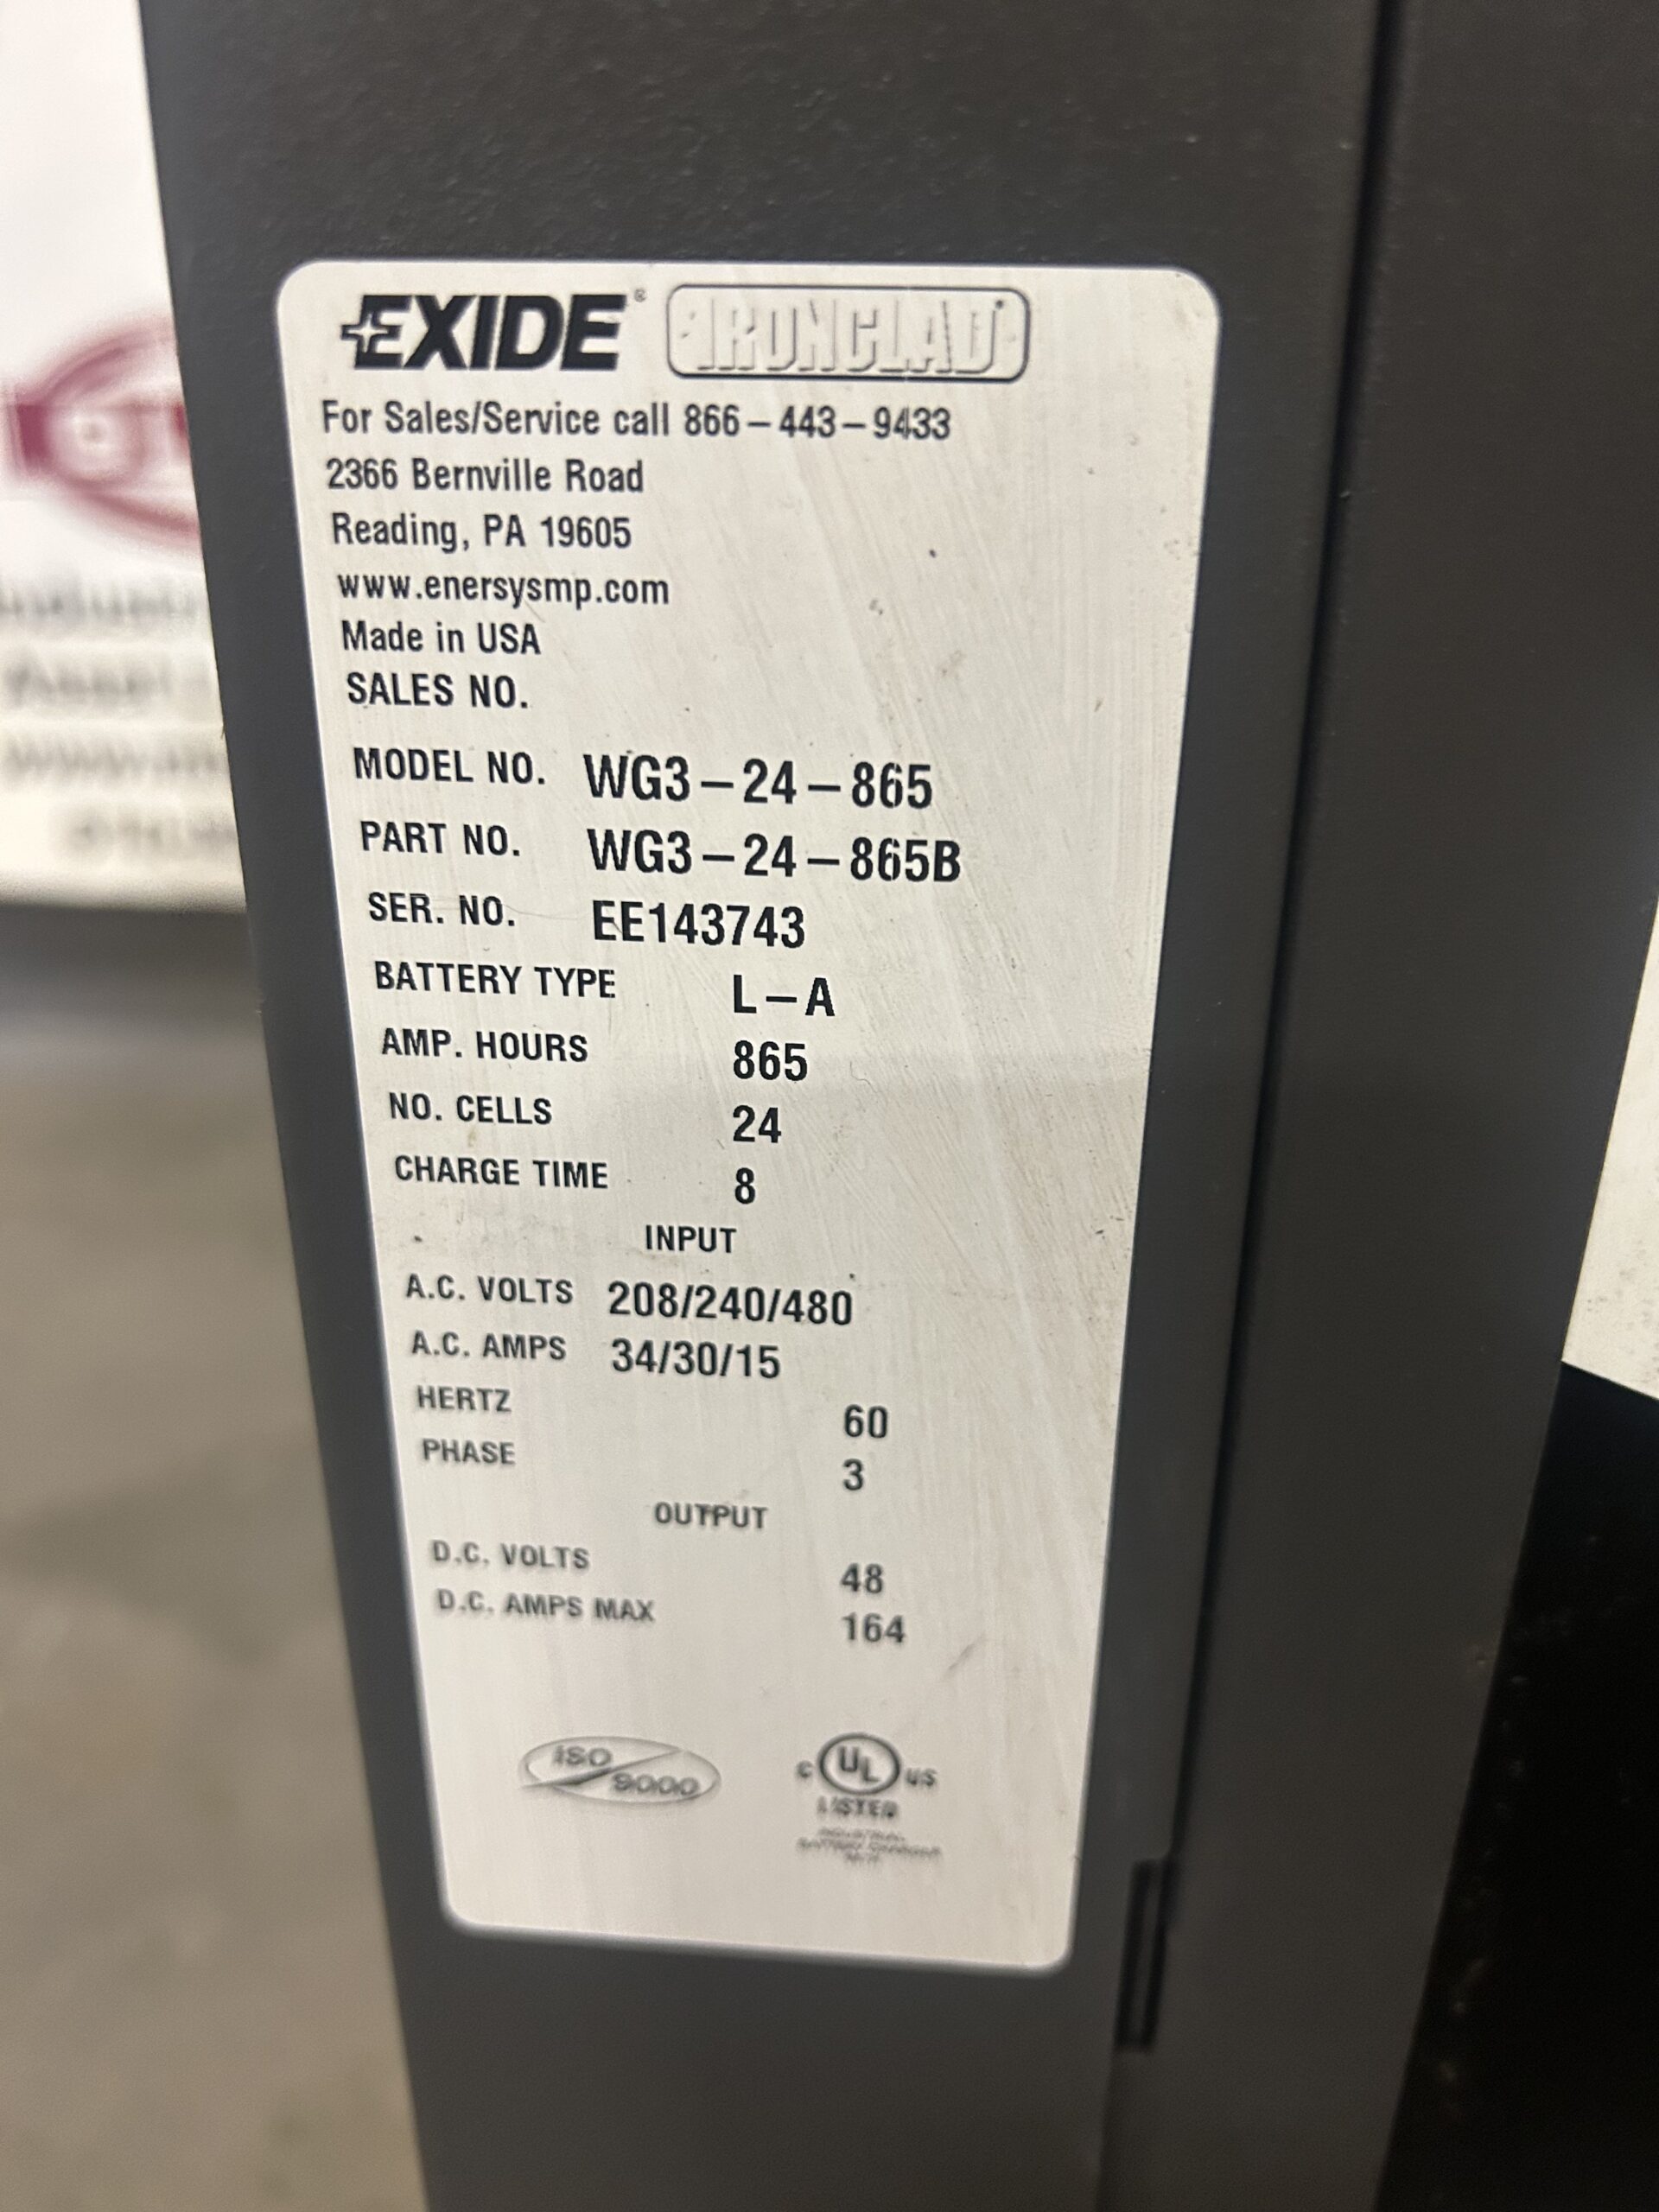 EXIDE® IRONCLAD
For Sales/Service call 866-443-9433
2366 Bernville Road
Reading, PA 19605
www.enersysmp.com
Made in USA
SALES NO.
MODEL NO. WG3-24-865
PART NO. WG3-24-865B
SER. NO. EE143743
BATTERY TYPE L-A
AMP. HOURS 865
NO. CELLS 24
CHARGE TIME 8
INPUT
A.C. VOLTS 208/240/480
A.C. AMPS 34/30/15
HERTZ 60
PHASE 3
OUTPUT
D.C. VOLTS 48
D.C. AMPS MAX 164
ISO 9000
C UL US
LISTED